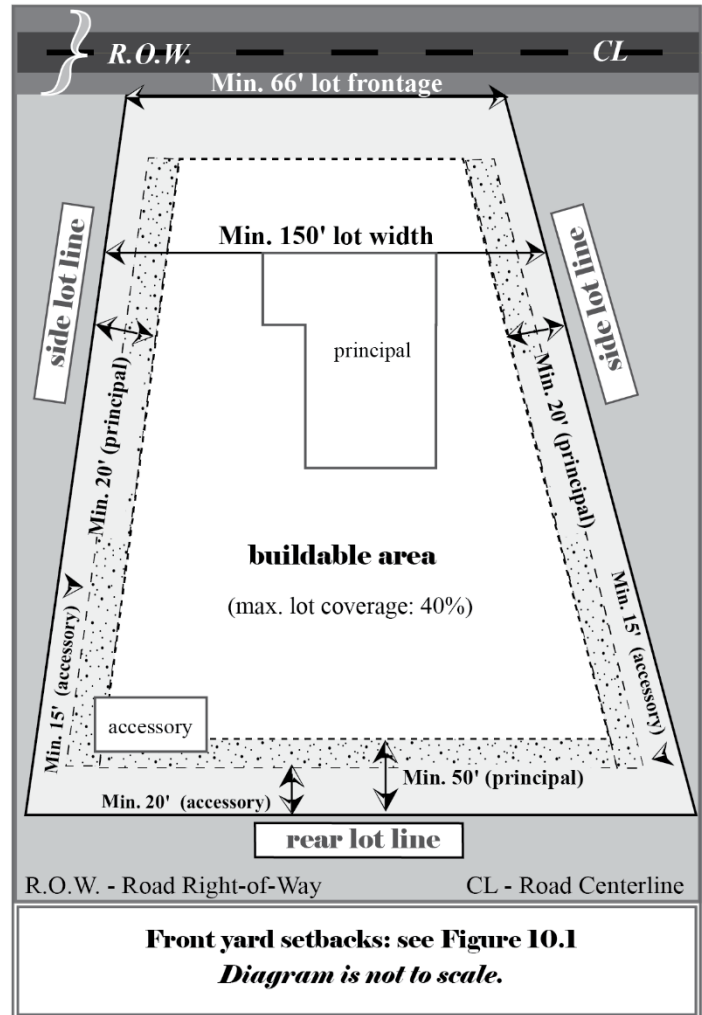 R.O.W.
CL
Min. 66' lot frontage
Min. 150' lot width
side lot line
side lot line
principal
Min. 20' (principal)
Min. 20' (principal)
buildable area
(max. lot coverage: 40%)
Min. 15' (accessory)
Min. 15' (accessory)
accessory
Min. 50' (principal)
Min. 20' (accessory)
rear lot line
R.O.W. - Road Right-of-Way
CL - Road Centerline
Front yard setbacks: see Figure 10.1
Diagram is not to scale.